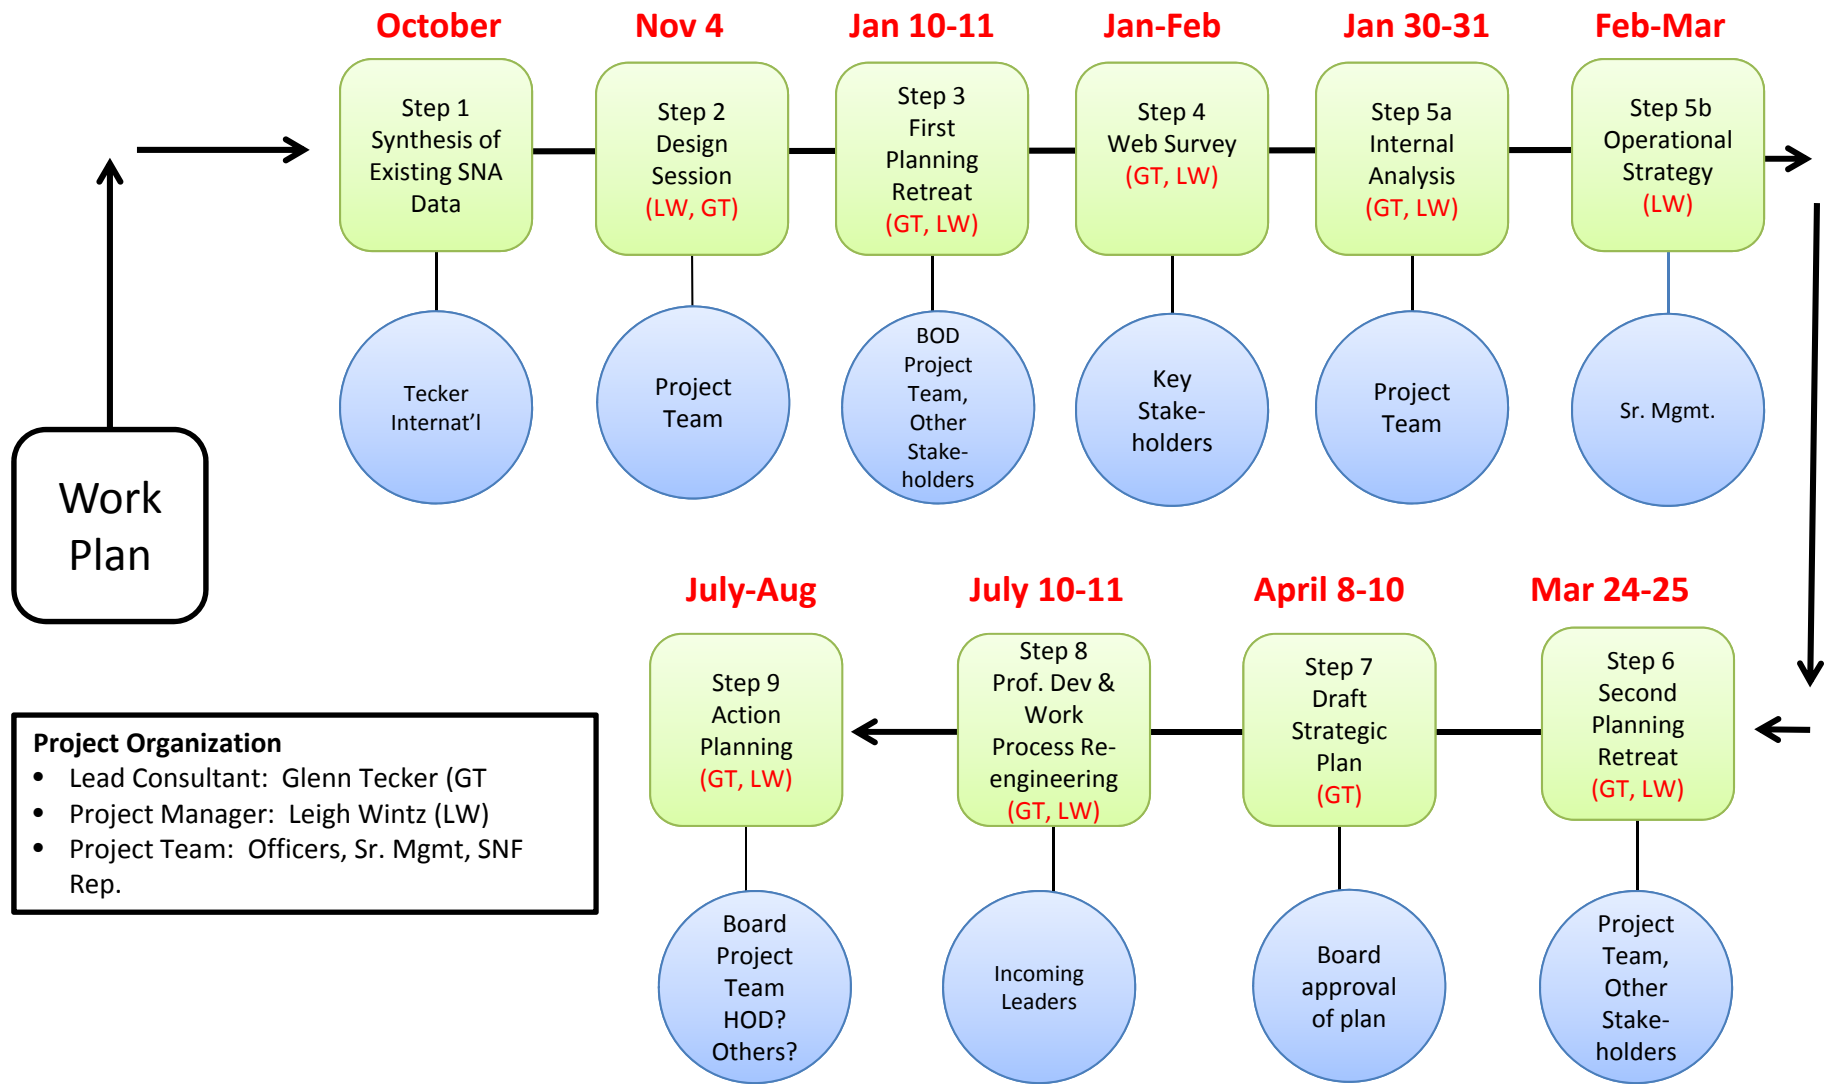 October
Nov 4
Jan 10-11
Jan-Feb
Jan 30-31
Feb-Mar
Step 1
Synthesis of
Existing SNA
Data
Step 2
Design
Session
(LW, GT)
Step 3
First
Planning
Retreat
(GT, LW)
Step 4
Web Survey
(GT, LW)
Step 5a
Internal
Analysis
(GT, LW)
Step 5b
Operational
Strategy
(LW)
Tecker
Internat’l
Project
Team
BOD
Project
Team,
Other
Stake-
holders
Key
Stake-
holders
Project
Team
Sr. Mgmt.
Work
Plan
July-Aug
July 10-11
April 8-10
Mar 24-25
Step 9
Action
Planning
(GT, LW)
Step 8
Prof. Dev &
Work
Process Re-
engineering
(GT, LW)
Step 7
Draft
Strategic
Plan
(GT)
Step 6
Second
Planning
Retreat
(GT, LW)
Board
Project
Team
HOD?
Others?
Incoming
Leaders
Board
approval
of plan
Project
Team,
Other
Stake-
holders
Project Organization
• Lead Consultant: Glenn Tecker (GT
• Project Manager: Leigh Wintz (LW)
• Project Team: Officers, Sr. Mgmt, SNF
Rep.